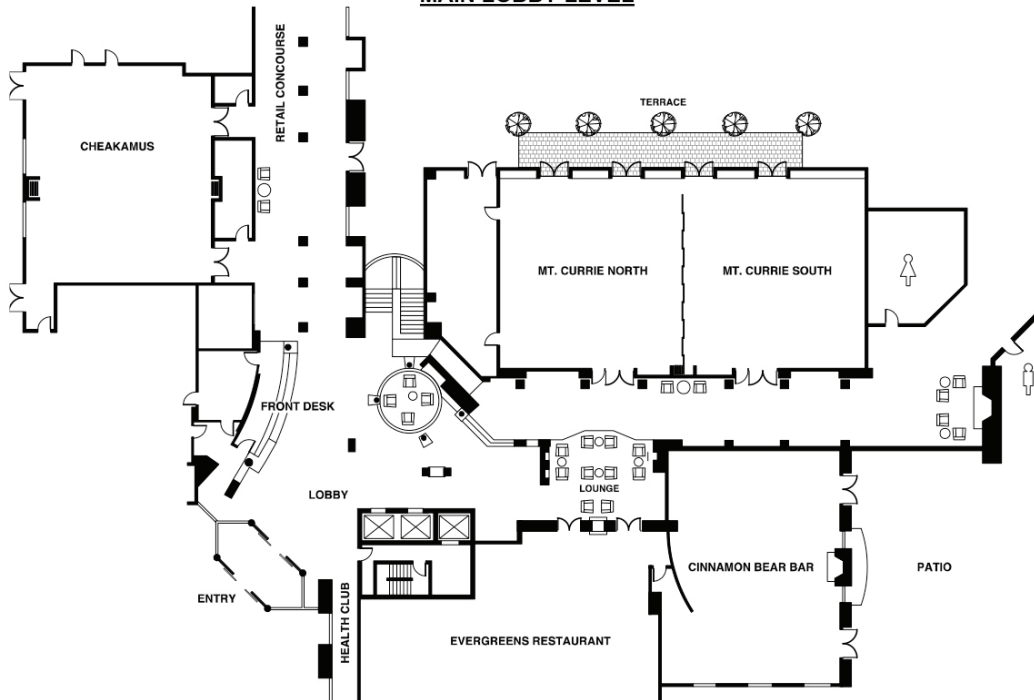 MAIN LOBBY LEVEL
RETAIL CONCOURSE
TERRACE
CHEAKAMUS
MT. CURRIE NORTH
MT. CURRIE SOUTH
FRONT DESK
LOBBY
LOUNGE
CINNAMON BEAR BAR
PATIO
ENTRY
HEALTH CLUB
EVERGREENS RESTAURANT